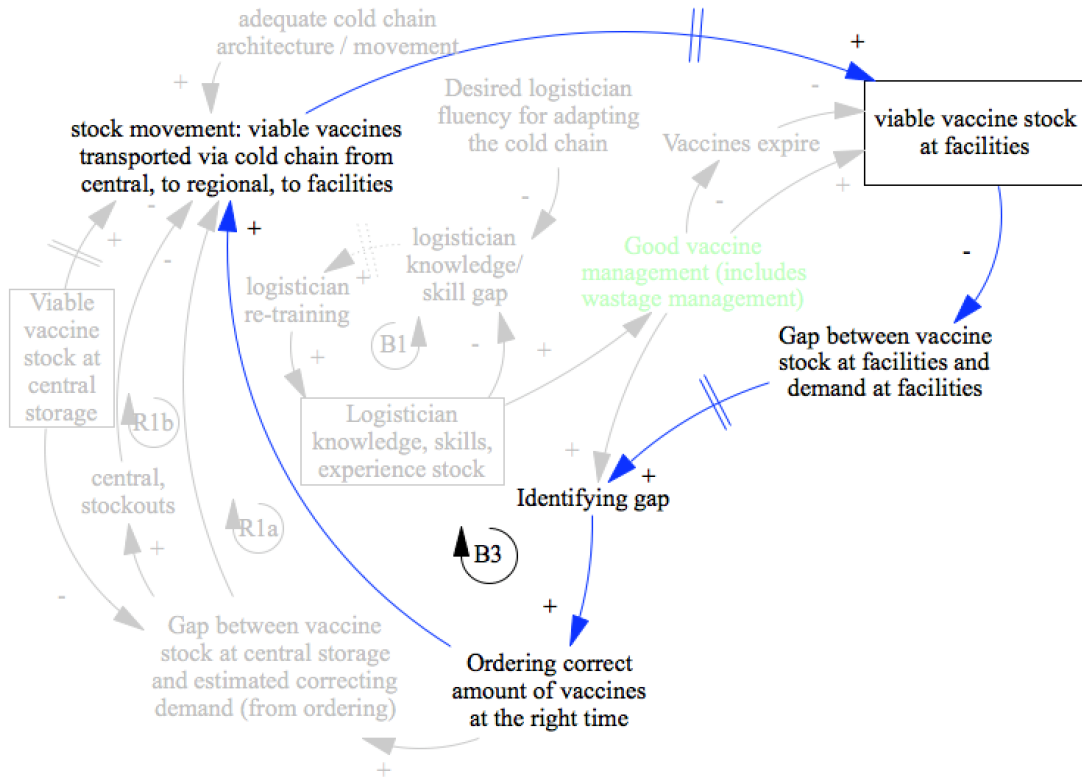 adequate cold chain
architecture / movement
+
+
Desired logistician
fluency for adapting
the cold chain
-
viable vaccine stock
at facilities
stock movement: viable vaccines
transported via cold chain from
central, to regional, to facilities
Vaccines expire
+
-
-
-
+
+
-
-
logistician
knowledge/
skill gap
Good vaccine
management (includes
wastage management)
-
+
logistician
re-training
Viable
vaccine
stock at
central
storage
B1
-
+
+
Gap between vaccine
stock at facilities and
demand at facilities
R1b
Logistician
knowledge, skills,
experience stock
+
+
central,
stockouts
Identifying gap
R1a
+
B3
-
+
Gap between vaccine
stock at central storage
and estimated correcting
demand (from ordering)
Ordering correct
amount of vaccines
at the right time
+